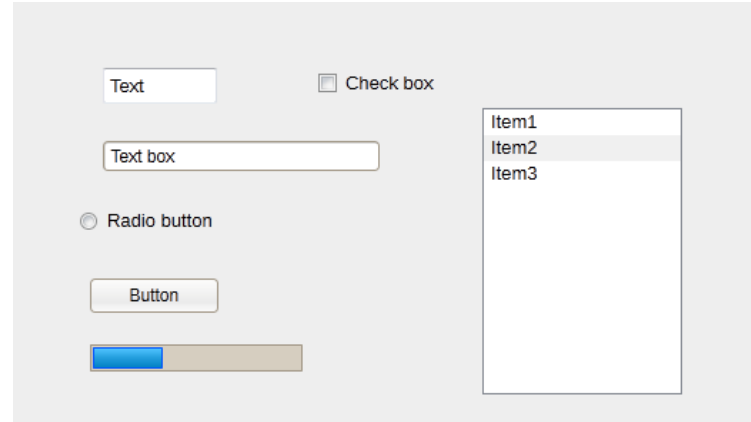 Text
Check box
Item1
Text box
Item2
Item3
Radio button
Button